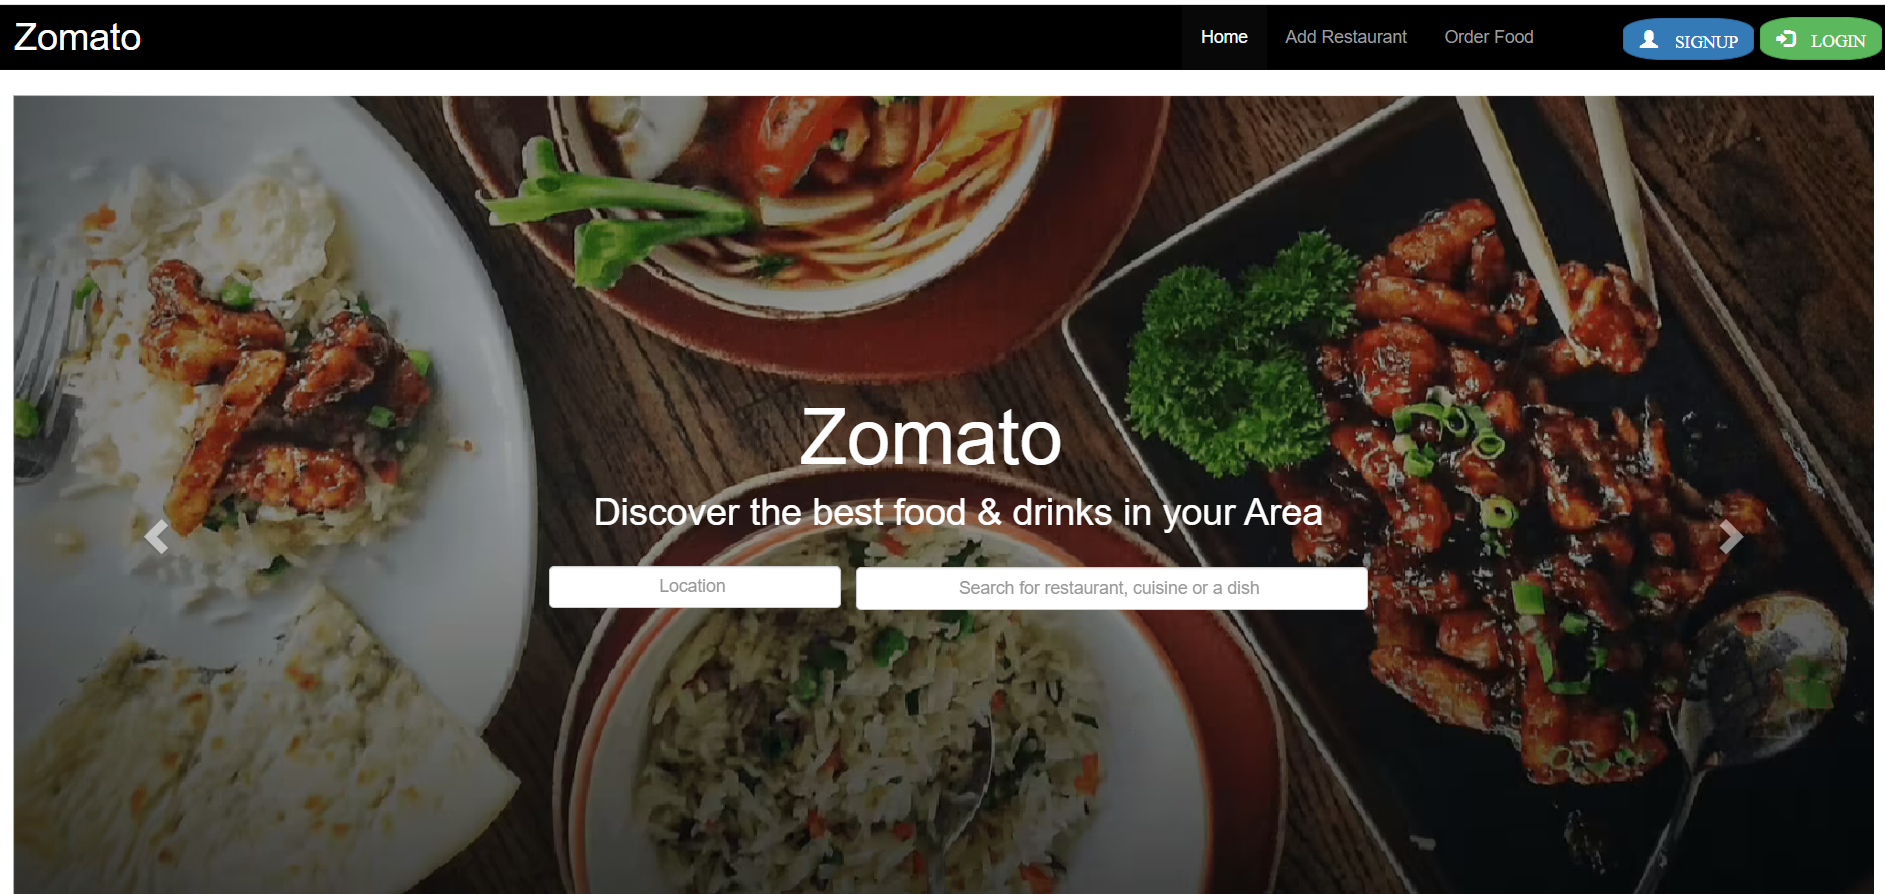 Zomato
Home Add Restaurant Order Food SIGNUP LOGIN
Zomato
Discover the best food & drinks in your Area
Location Search for restaurant, cuisine or a dish